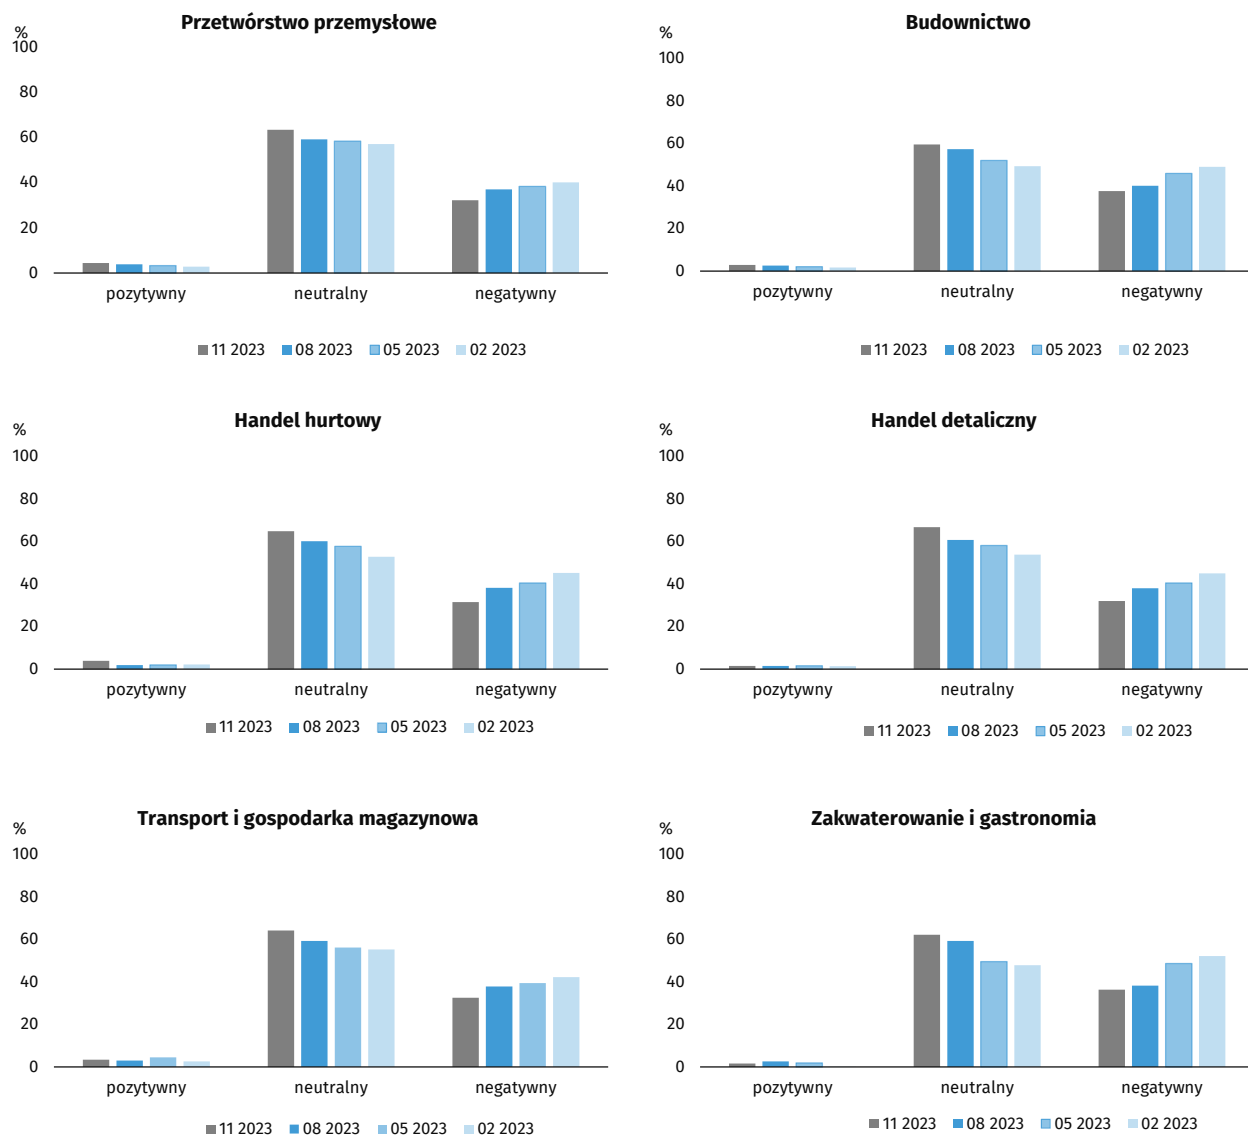 Przetwórstwo przemysłowe
%
100
80
60
40
20
0
pozytywny neutralny negatywny
11 2023 08 2023 05 2023 02 2023
Budownictwo
%
100
80
60
40
20
0
pozytywny neutralny negatywny
11 2023 08 2023 05 2023 02 2023
Handel hurtowy
%
100
80
60
40
20
0
pozytywny neutralny negatywny
11 2023 08 2023 05 2023 02 2023
Handel detaliczny
%
100
80
60
40
20
0
pozytywny neutralny negatywny
11 2023 08 2023 05 2023 02 2023
Transport i gospodarka magazynowa
%
100
80
60
40
20
0
pozytywny neutralny negatywny
11 2023 08 2023 05 2023 02 2023
Zakwaterowanie i gastronomia
%
100
80
60
40
20
0
pozytywny neutralny negatywny
11 2023 08 2023 05 2023 02 2023